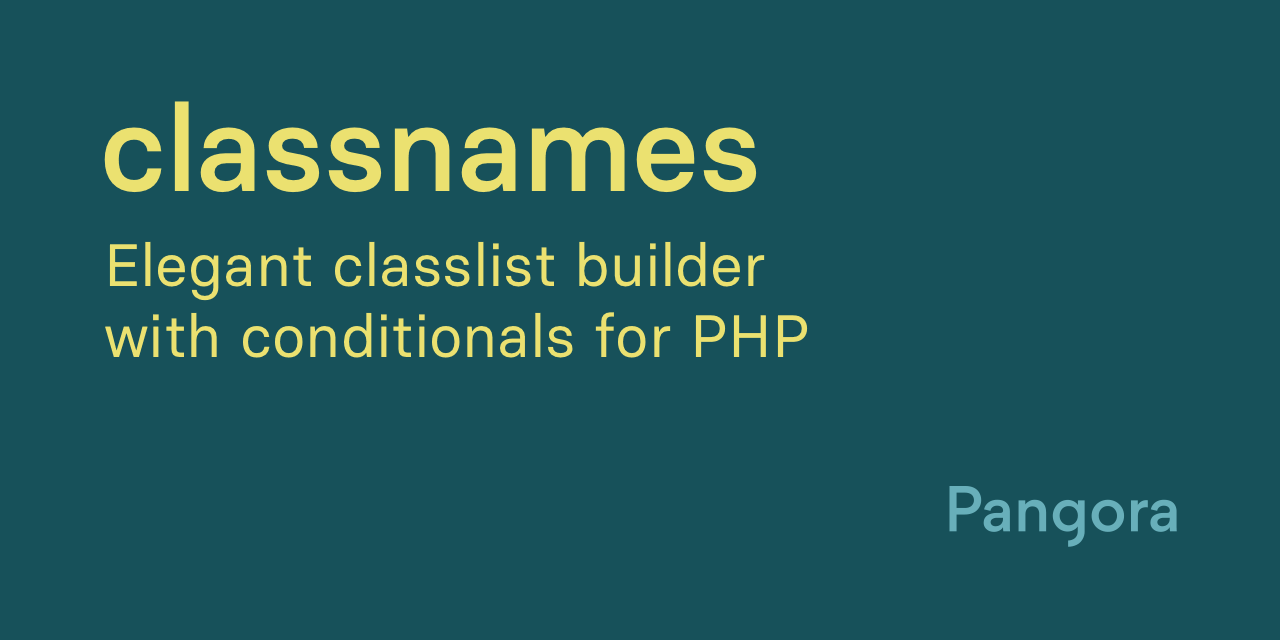 classnames
Elegant classlist builder
with conditionals for PHP
Pangora